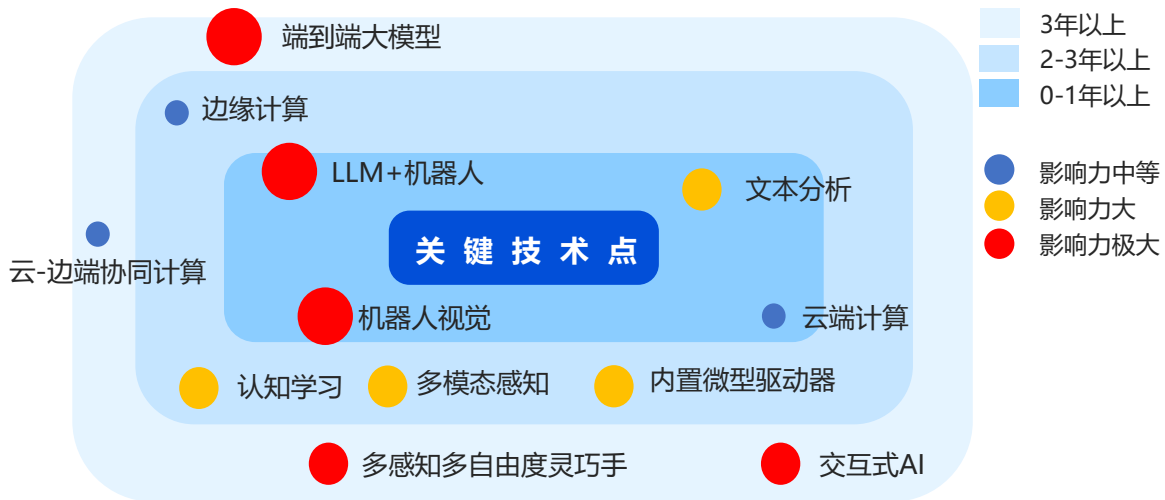 端到端大模型
边缘计算
LLM+机器人
文本分析
关键技术点
云-边端协同计算
机器人视觉
云端计算
认知学习
多模态感知
内置微型驱动器
多感知多自由度灵巧手
交互式AI
3年以上
2-3年以上
0-1年以上
影响力中等
影响力大
影响力极大